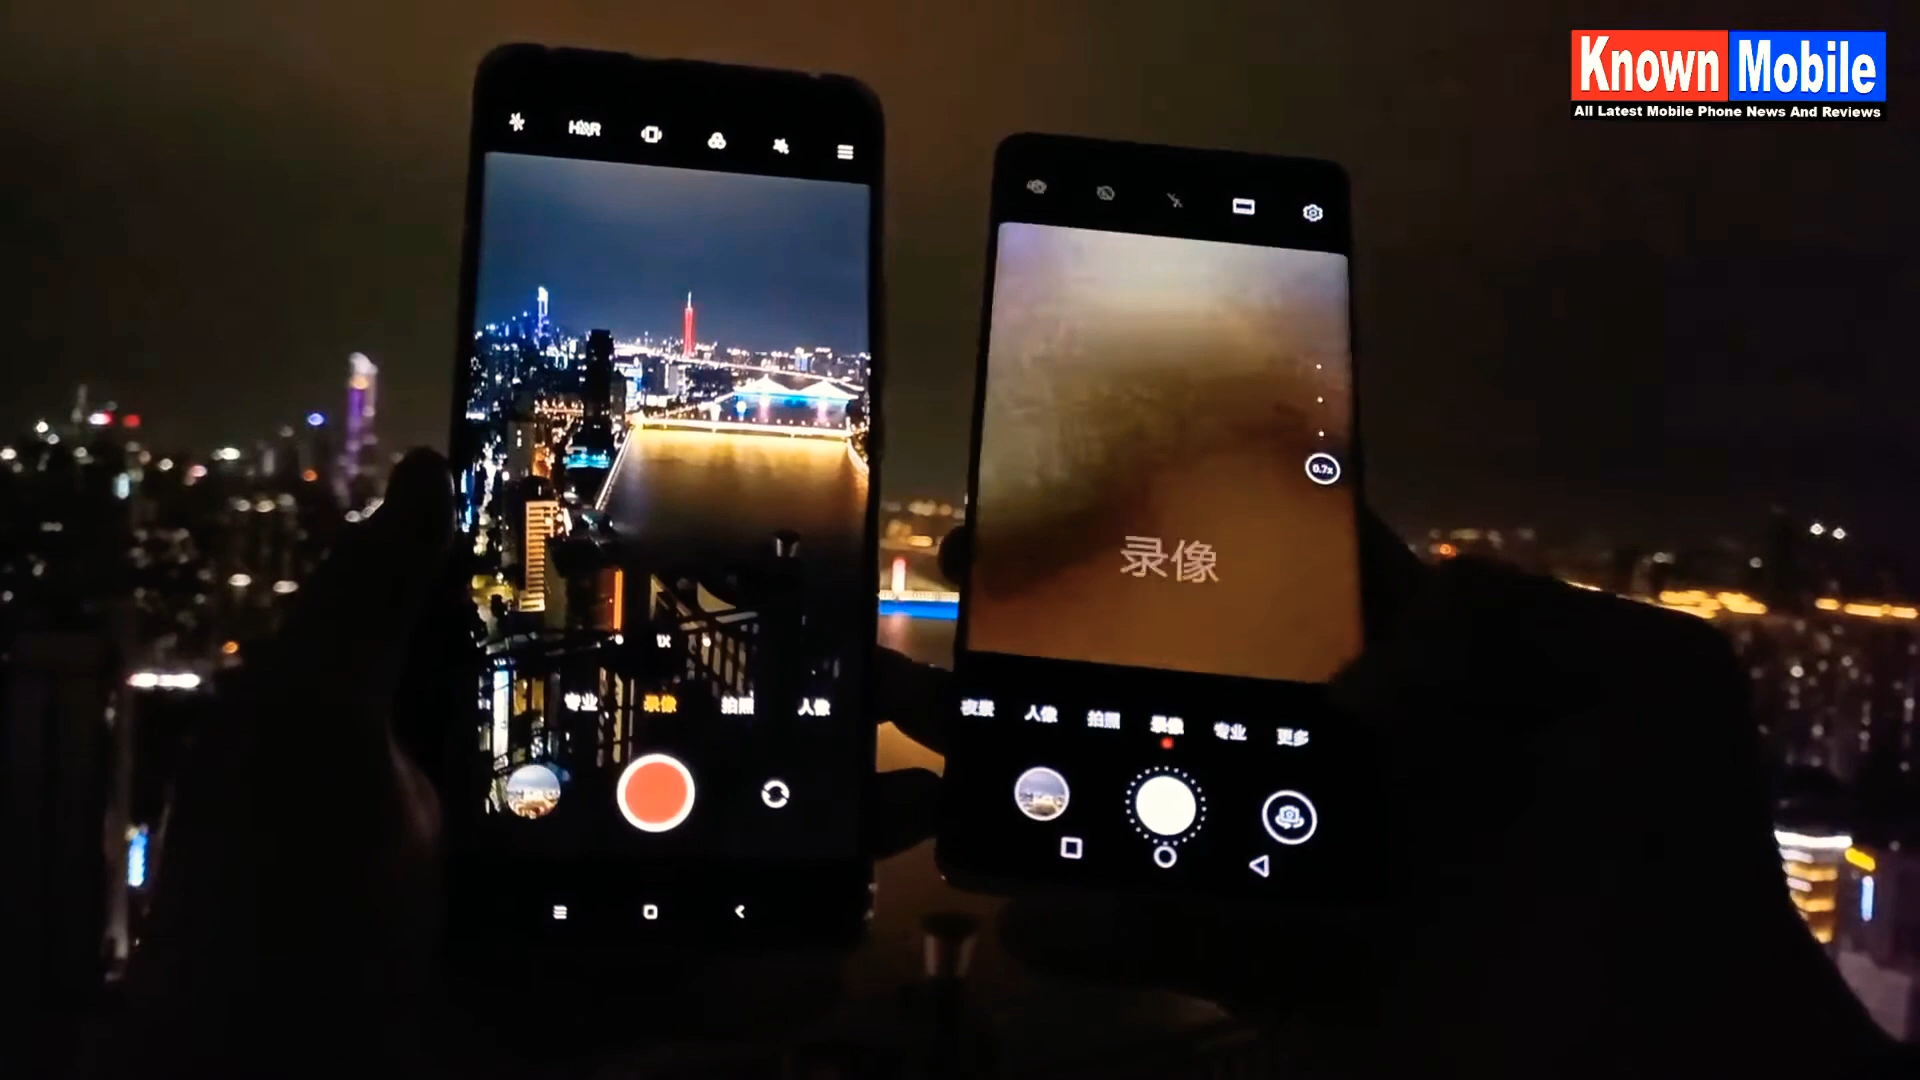 Known Mobile
All Latest Mobile Phone News And Reviews
HDR
0.7x
录像
1X
专业 录像 拍照 人像
夜景 人像 拍照 录像 专业 更多